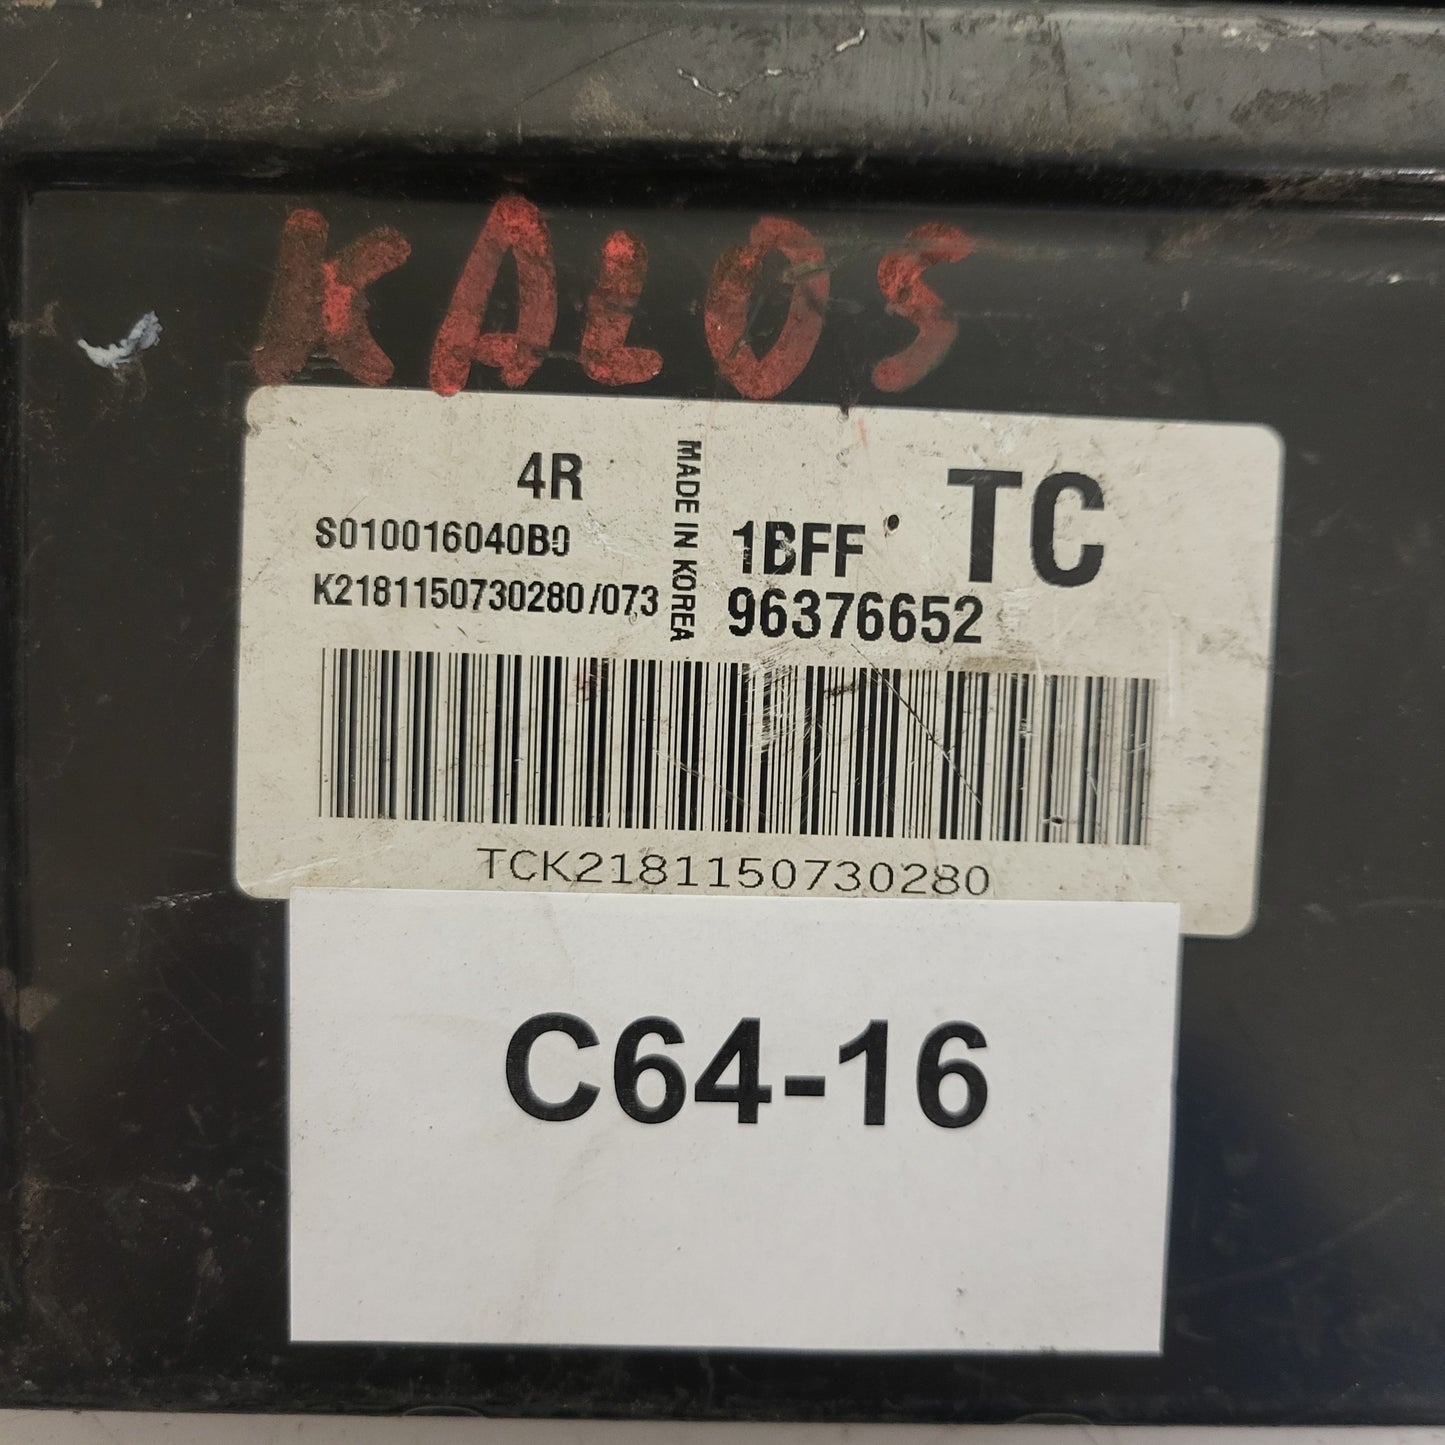 KALOS
4R
S010016040B0
K2181150730280/073
MADE IN KOREA
1BFF TC
96376652
TCK2181150730280
C64-16